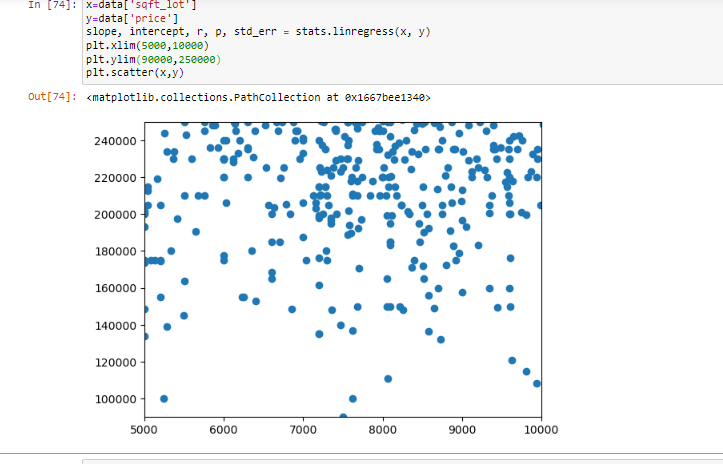 In [74]: x=data['sqft_lot']
y=data['price']
slope, intercept, r, p, std_err = stats.linregress(x, y)
plt.xlim(5000,10000)
plt.ylim(90000,250000)
plt.scatter(x,y)
Out[74]: <matplotlib.collections.PathCollection at 0x1667bee1340>
240000
220000
200000
180000
160000
140000
120000
100000
5000 6000 7000 8000 9000 10000